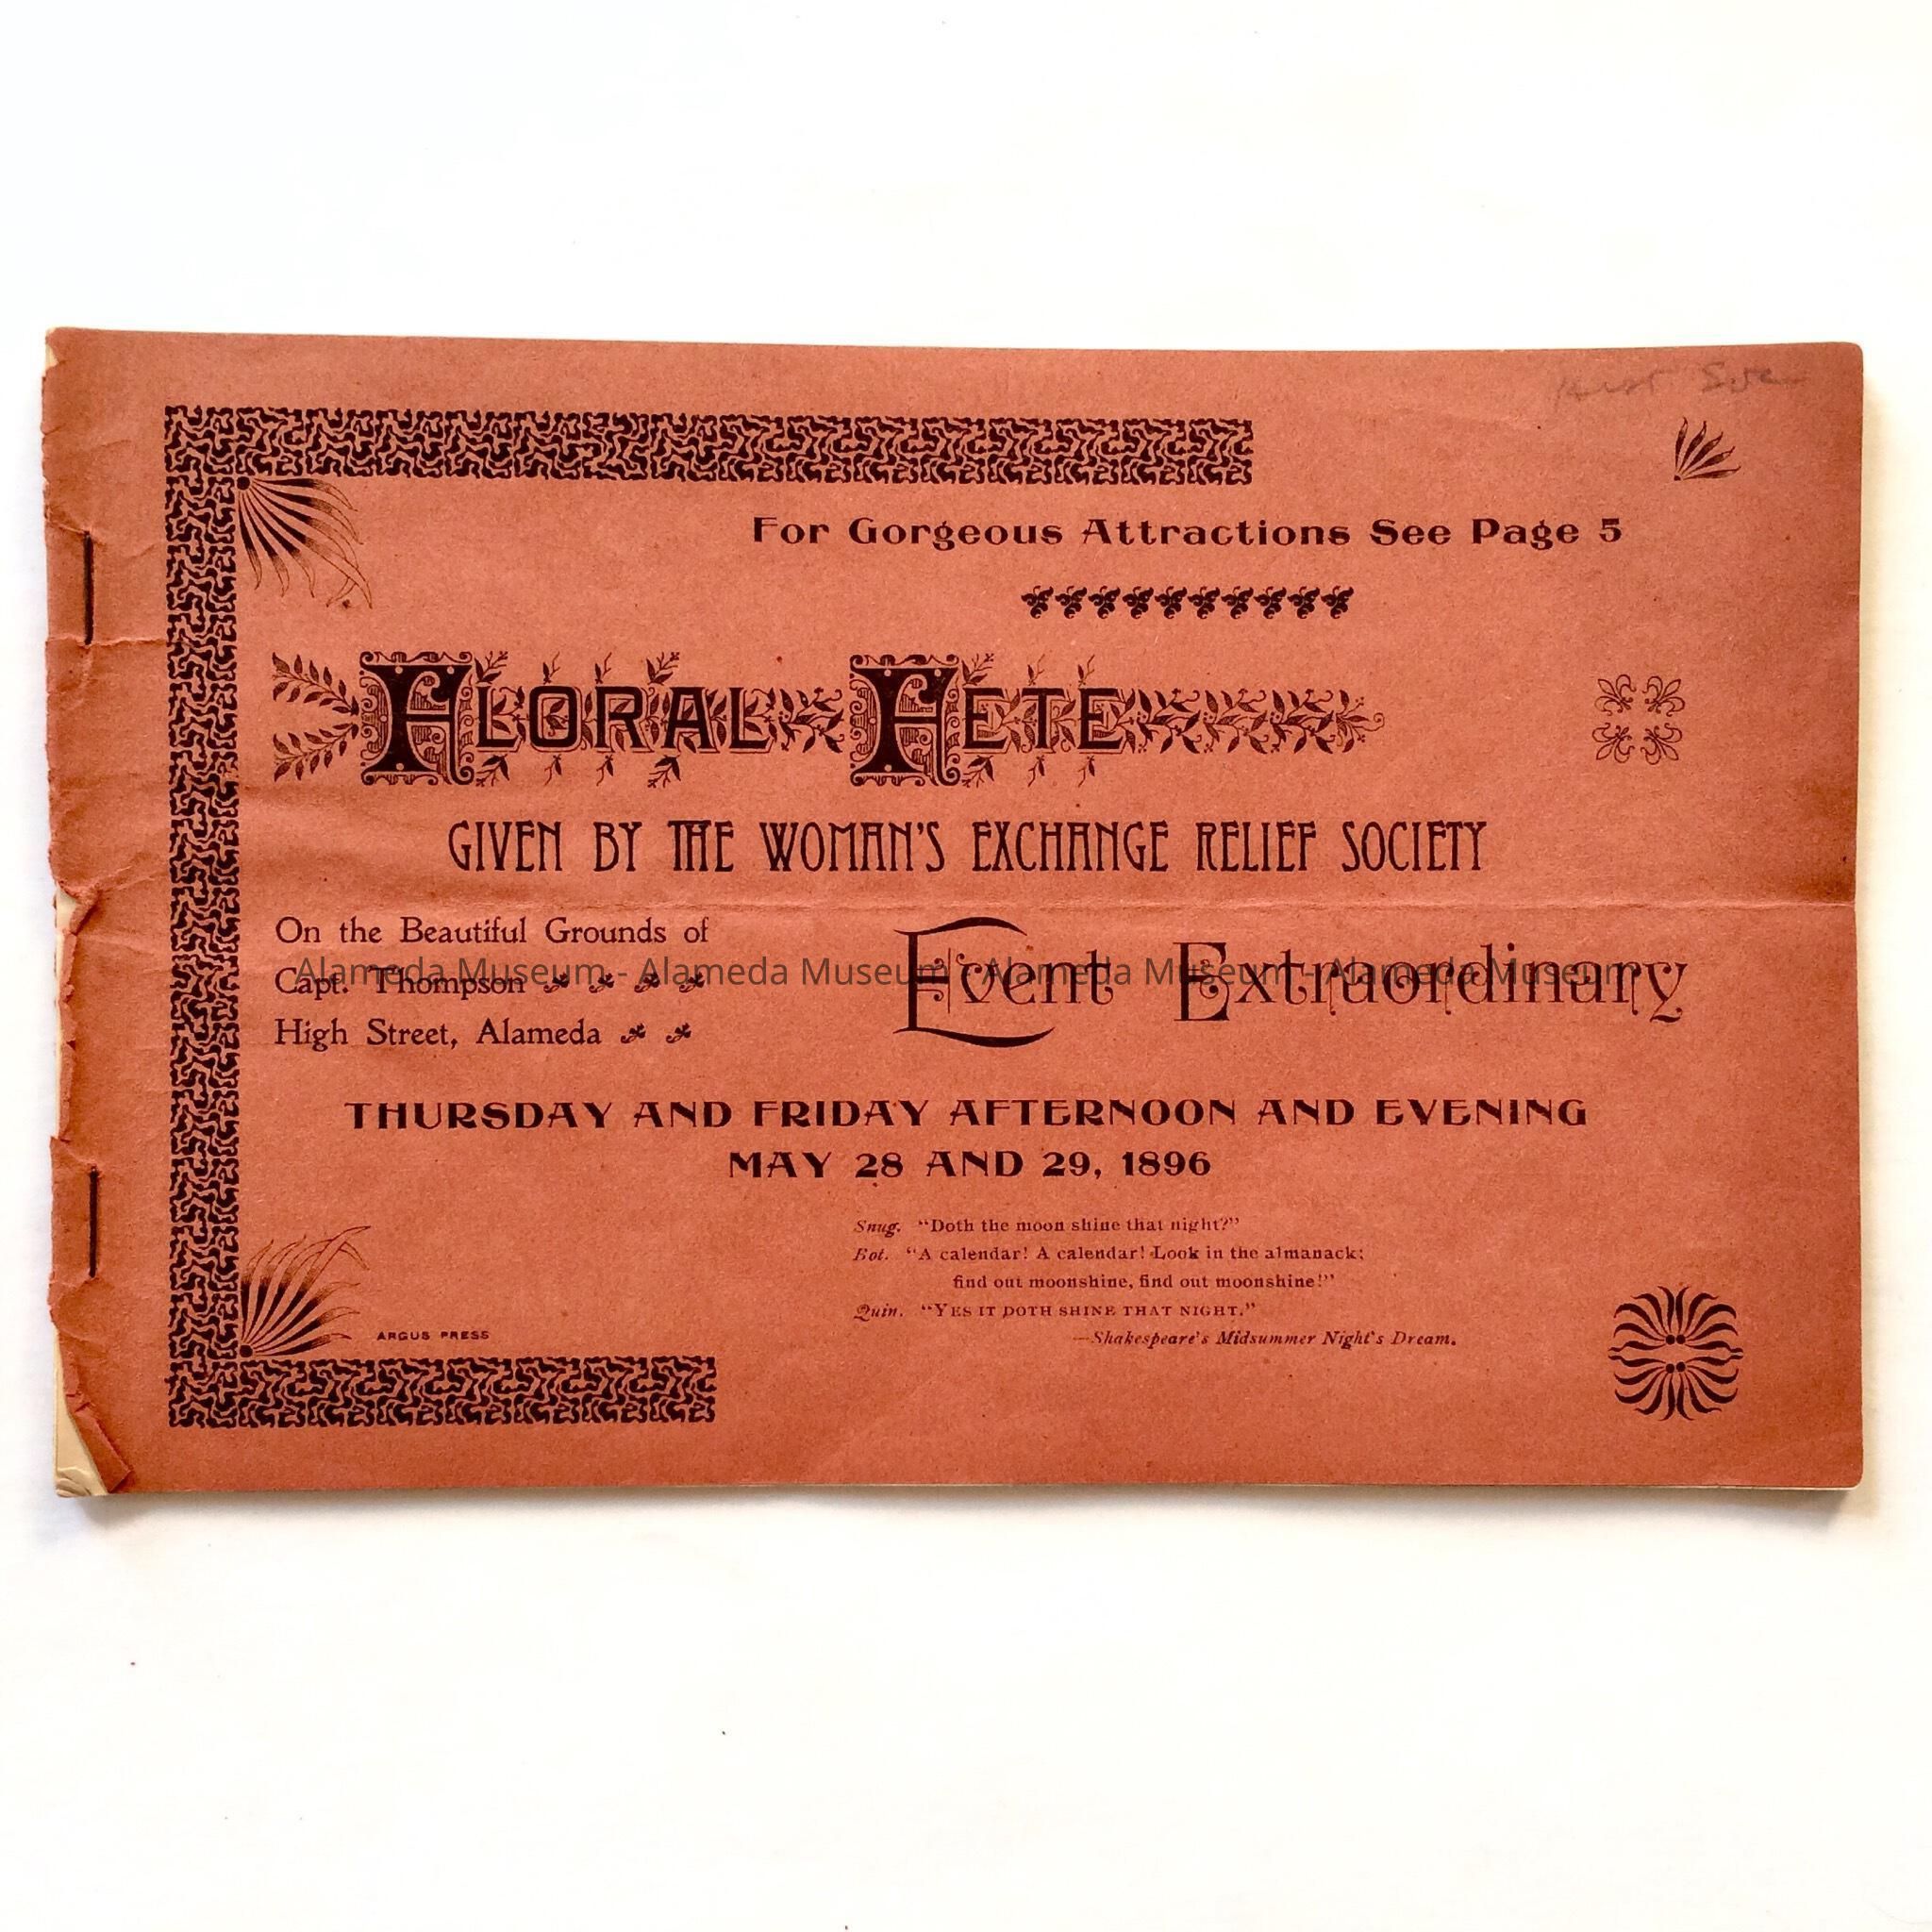 For Gorgeous Attractions See Page 5
FLORAL FETE
GIVEN BY THE WOMAN'S EXCHANGE RELIEF SOCIETY
On the Beautiful Grounds of
Capt. Thompson
High Street, Alameda
Event Extraordinary
Alameda Museum - Alameda Museum - Alameda Museum - Alameda Museum
THURSDAY AND FRIDAY AFTERNOON AND EVENING
MAY 28 AND 29, 1896
Snug. "Doth the moon shine that night?"
Bot. "A calendar! A calendar! Look in the almanack;
find out moonshine, find out moonshine!"
Quin. "YES IT DOTH SHINE THAT NIGHT."
—Shakespeare's Midsummer Night's Dream.
ARGUS PRESS